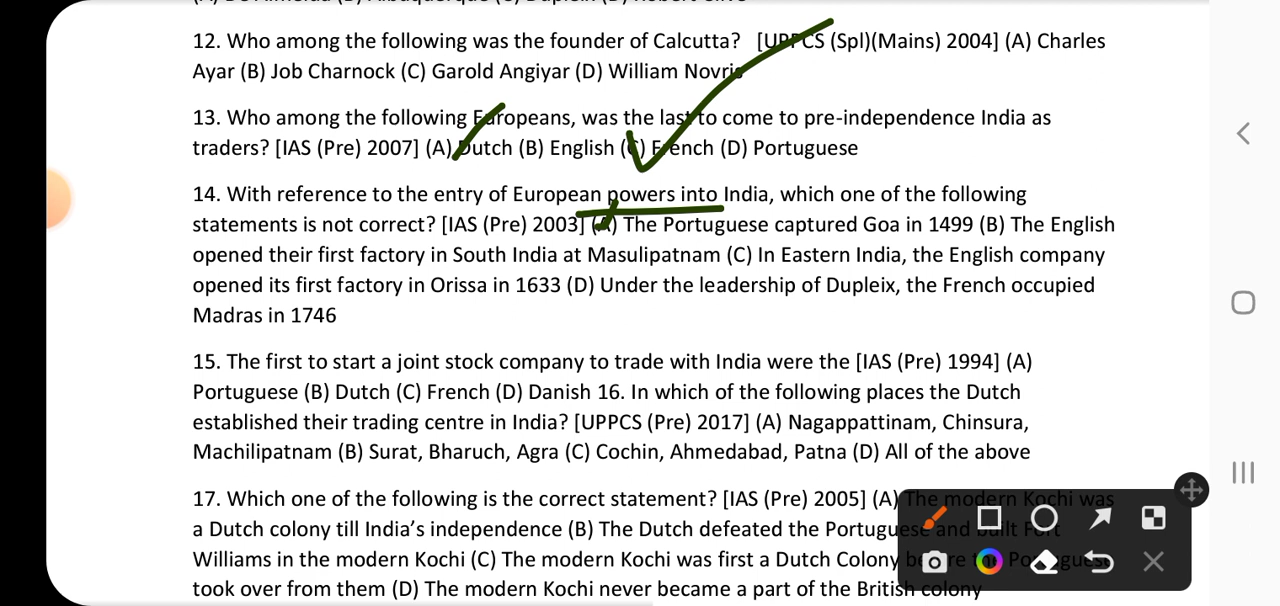 12. Who among the following was the founder of Calcutta? [UPPCS (Spl)(Mains) 2004] (A) Charles
Ayar (B) Job Charnock (C) Garold Angiyar (D) William Novris
13. Who among the following Europeans, was the last to come to pre-independence India as
traders? [IAS (Pre) 2007] (A) Dutch (B) English (C) French (D) Portuguese
14. With reference to the entry of European powers into India, which one of the following
statements is not correct? [IAS (Pre) 2003] (A) The Portuguese captured Goa in 1499 (B) The English
opened their first factory in South India at Masulipatnam (C) In Eastern India, the English company
opened its first factory in Orissa in 1633 (D) Under the leadership of Dupleix, the French occupied
Madras in 1746
15. The first to start a joint stock company to trade with India were the [IAS (Pre) 1994] (A)
Portuguese (B) Dutch (C) French (D) Danish 16. In which of the following places the Dutch
established their trading centre in India? [UPPCS (Pre) 2017] (A) Nagappattinam, Chinsura,
Machilipatnam (B) Surat, Bharuch, Agra (C) Cochin, Ahmedabad, Patna (D) All of the above
17. Which one of the following is the correct statement? [IAS (Pre) 2005] (A) The modern Kochi was
a Dutch colony till India's independence (B) The Dutch defeated the Portuguese and built Fort
Williams in the modern Kochi (C) The modern Kochi was first a Dutch Colony before the Portuguese
took over from them (D) The modern Kochi never became a part of the British colony